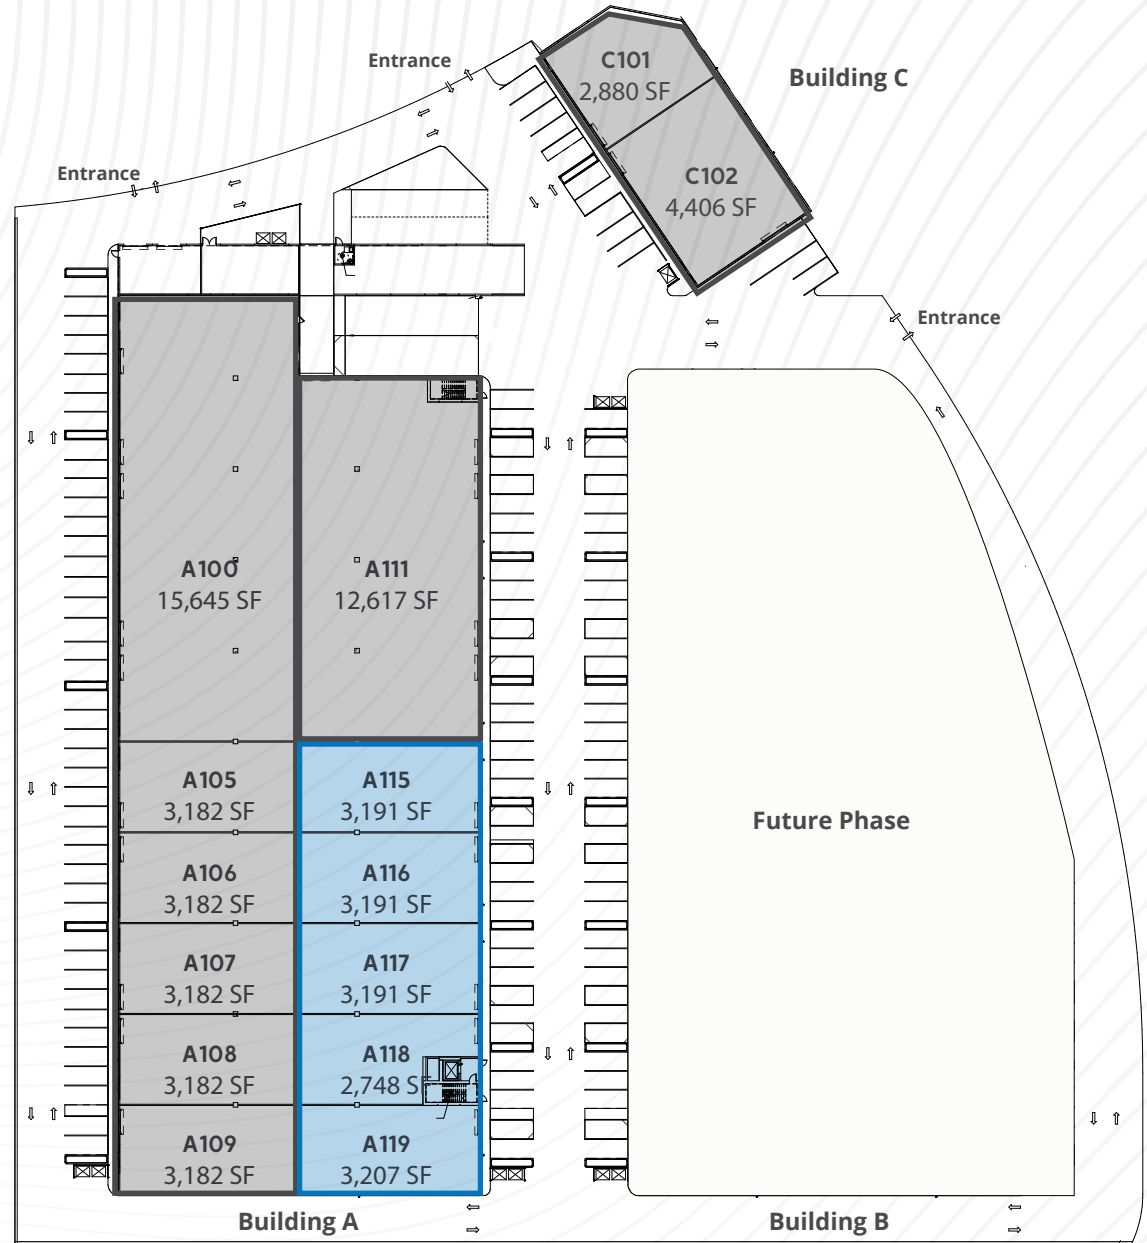 Entrance
C101
2,880 SF
Building C
Entrance
C102
4,406 SF
Entrance
A100
15,645 SF
A111
12,617 SF
A105
3,182 SF
A115
3,191 SF
A106
3,182 SF
A116
3,191 SF
A107
3,182 SF
A117
3,191 SF
A108
3,182 SF
A118
2,748 SF
A109
3,182 SF
A119
3,207 SF
Future Phase
Building A
Building B